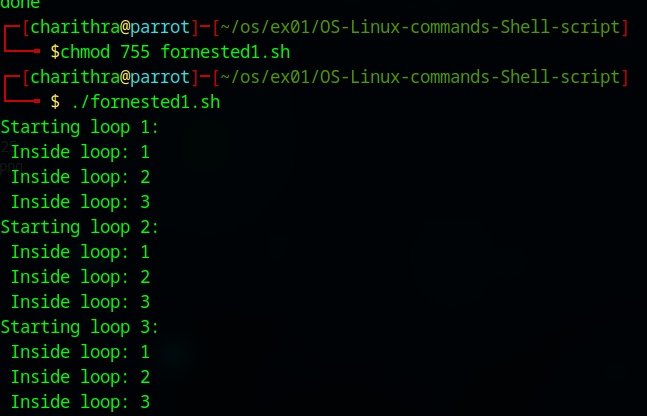 done
┌─[charithra@parrot]─[~/os/ex01/OS-Linux-commands-Shell-script]
└──╼ $chmod 755 fornested1.sh
┌─[charithra@parrot]─[~/os/ex01/OS-Linux-commands-Shell-script]
└──╼ $ ./fornested1.sh
Starting loop 1:
 Inside loop: 1
 Inside loop: 2
 Inside loop: 3
Starting loop 2:
 Inside loop: 1
 Inside loop: 2
 Inside loop: 3
Starting loop 3:
 Inside loop: 1
 Inside loop: 2
 Inside loop: 3